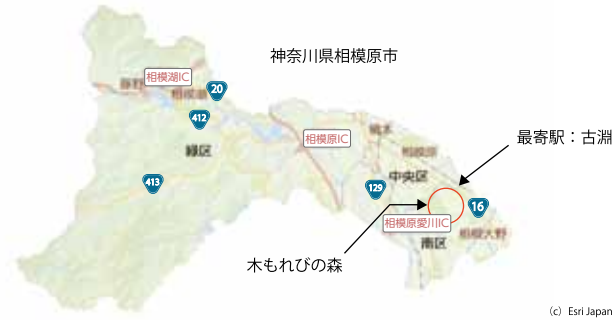 神奈川県相模原市
相模湖IC
藤野
相模湖
20
412
緑区
413
相模原IC
橋本
相模原
最寄駅：古淵
中央区
129
16
相模原愛川IC
南区
相模大野
木もれびの森
（c）Esri Japan